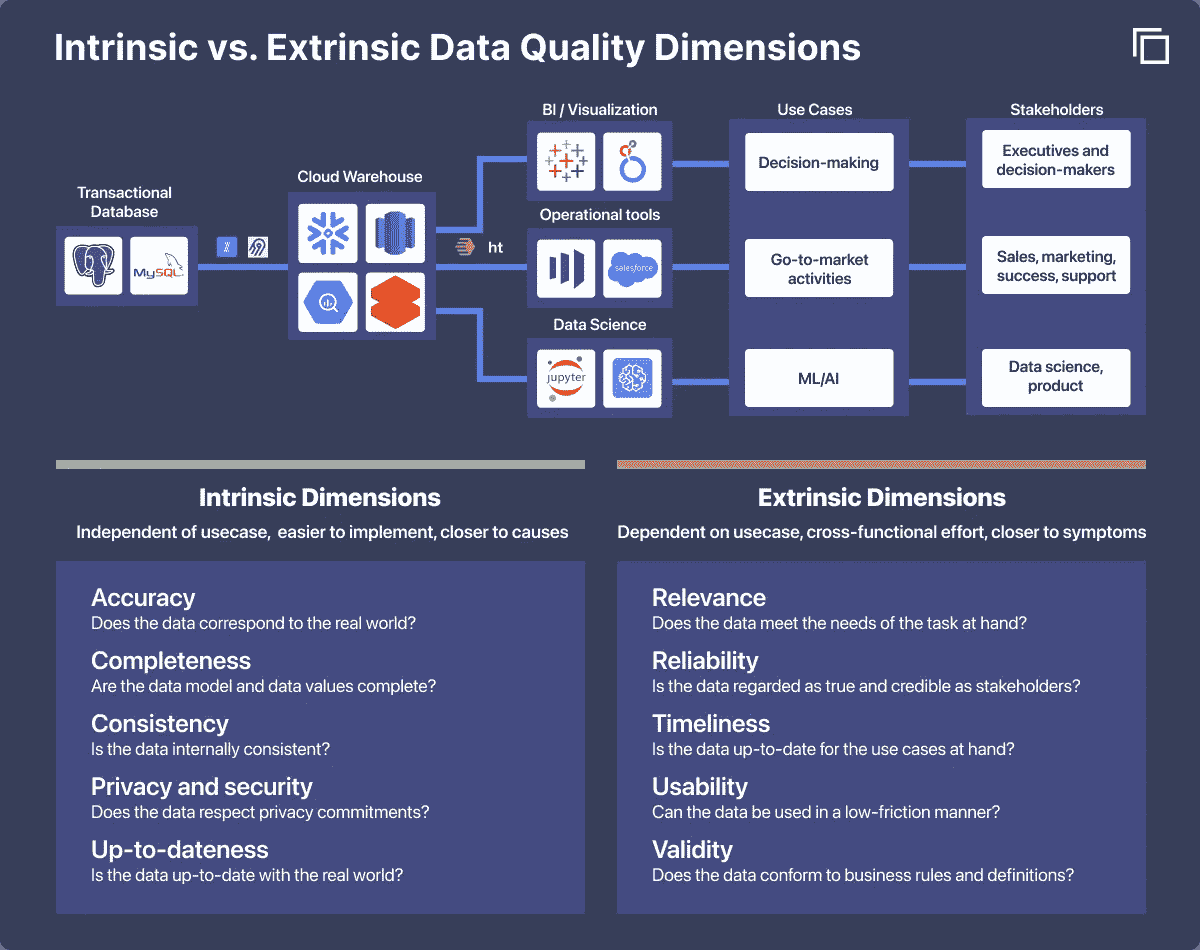 Intrinsic vs. Extrinsic Data Quality Dimensions
BI / Visualization
Use Cases
Stakeholders
Cloud Warehouse
Transactional
Database
Decision-making
Executives and
decision-makers
Operational tools
ht
MySQL
salesforce
Go-to-market
activities
Sales, marketing,
success, support
Data Science
jupyter
ML/AI
Data science,
product
Intrinsic Dimensions
Independent of usecase, easier to implement, closer to causes
Accuracy
Does the data correspond to the real world?
Completeness
Are the data model and data values complete?
Consistency
Is the data internally consistent?
Privacy and security
Does the data respect privacy commitments?
Up-to-dateness
Is the data up-to-date with the real world?
Extrinsic Dimensions
Dependent on usecase, cross-functional effort, closer to symptoms
Relevance
Does the data meet the needs of the task at hand?
Reliability
Is the data regarded as true and credible as stakeholders?
Timeliness
Is the data up-to-date for the use cases at hand?
Usability
Can the data be used in a low-friction manner?
Validity
Does the data conform to business rules and definitions?